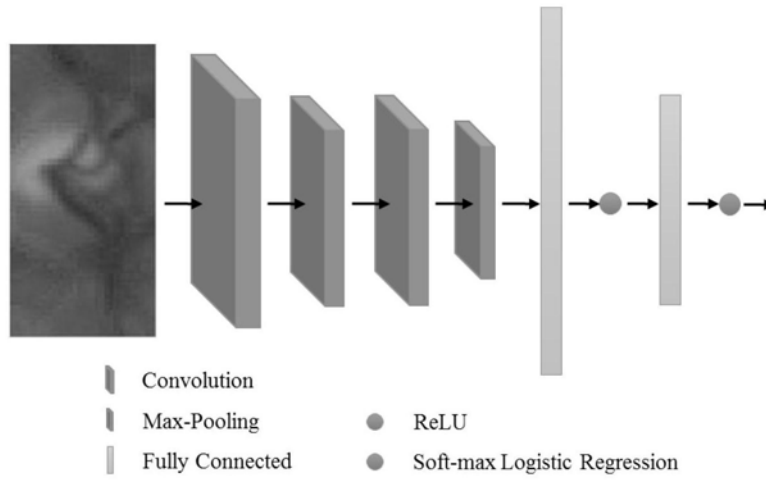 Convolution
Max-Pooling
ReLU
Fully Connected
Soft-max Logistic Regression